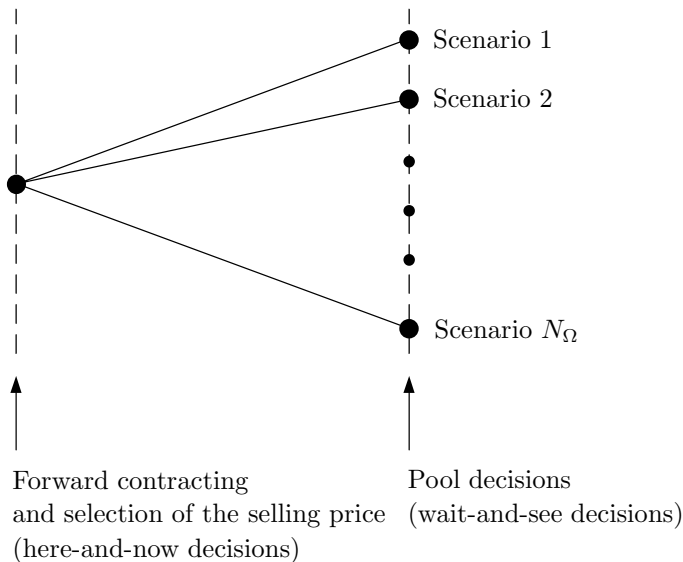 Scenario 1
Scenario 2
Scenario N_Ω
Forward contracting
and selection of the selling price
(here-and-now decisions)
Pool decisions
(wait-and-see decisions)